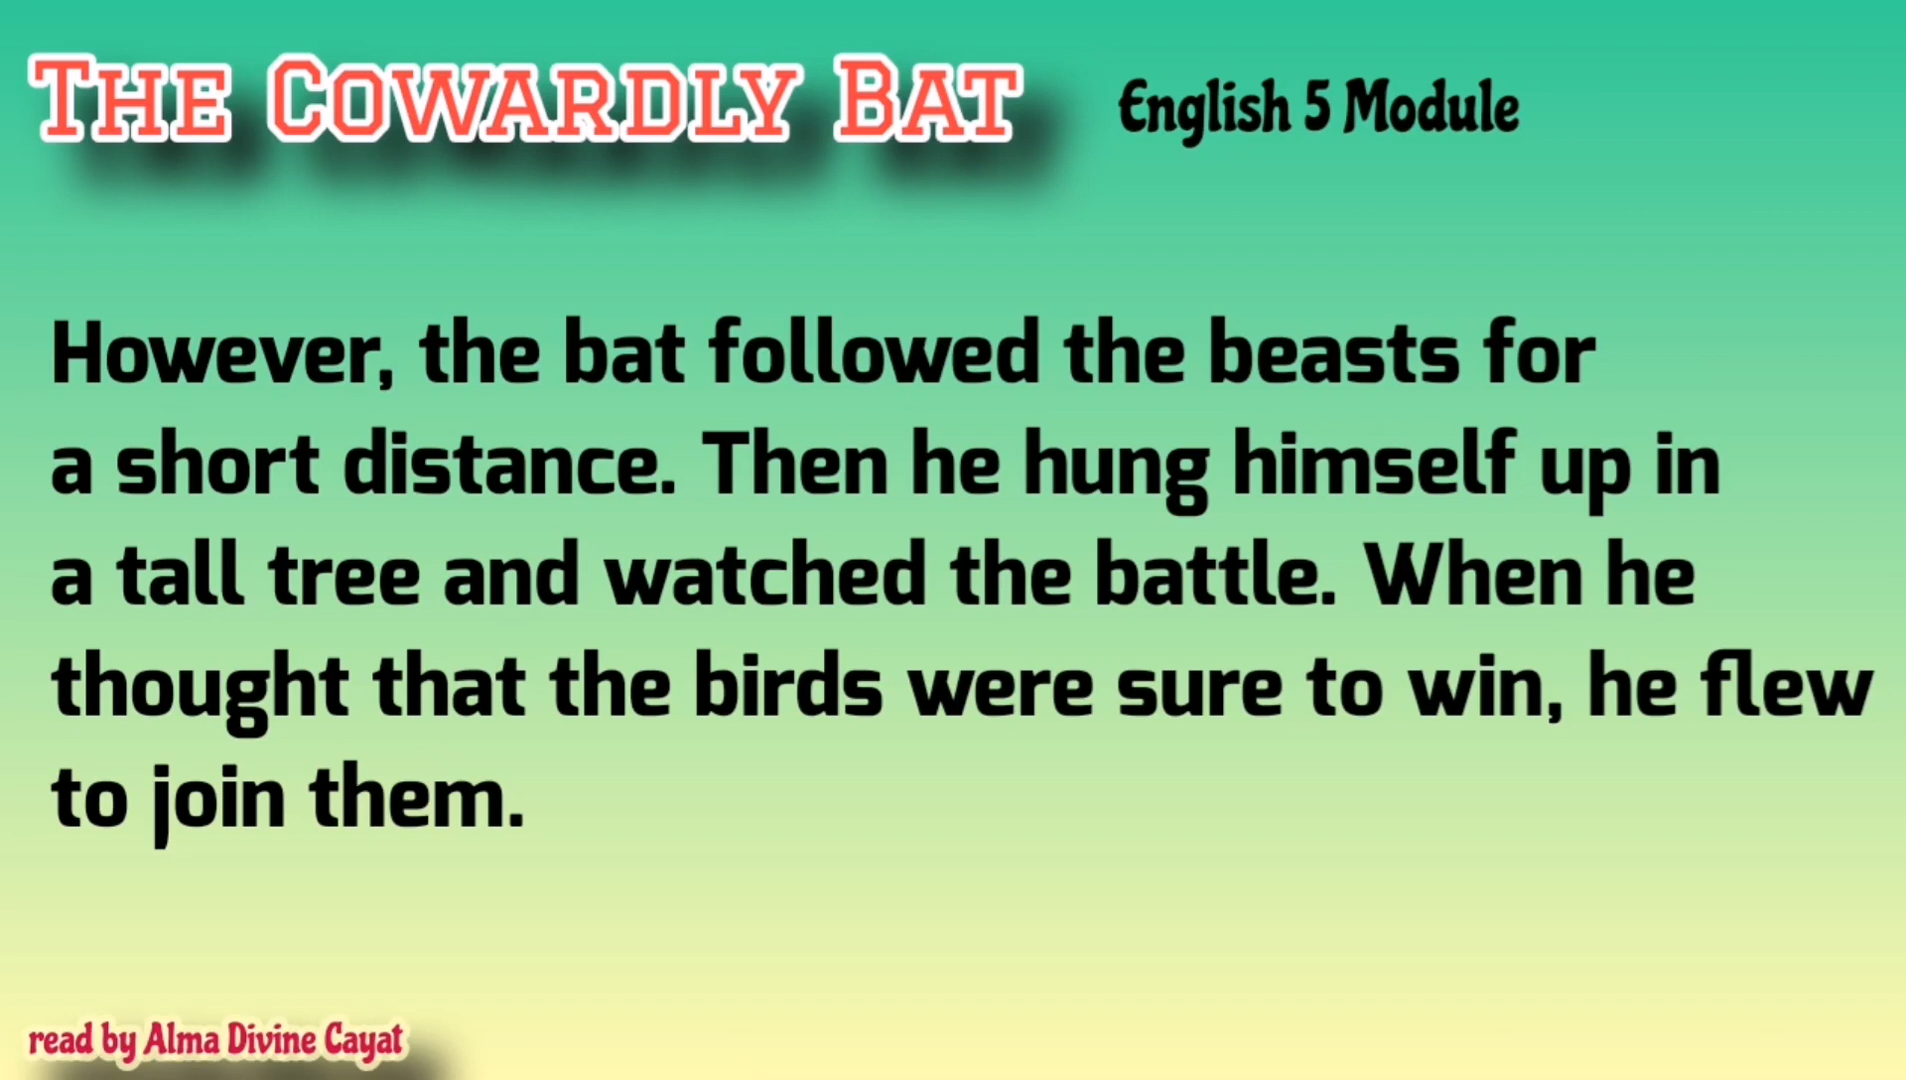 The Cowardly Bat
English 5 Module
However, the bat followed the beasts for
a short distance. Then he hung himself up in
a tall tree and watched the battle. When he
thought that the birds were sure to win, he flew
to join them.
read by Alma Divine Cayat